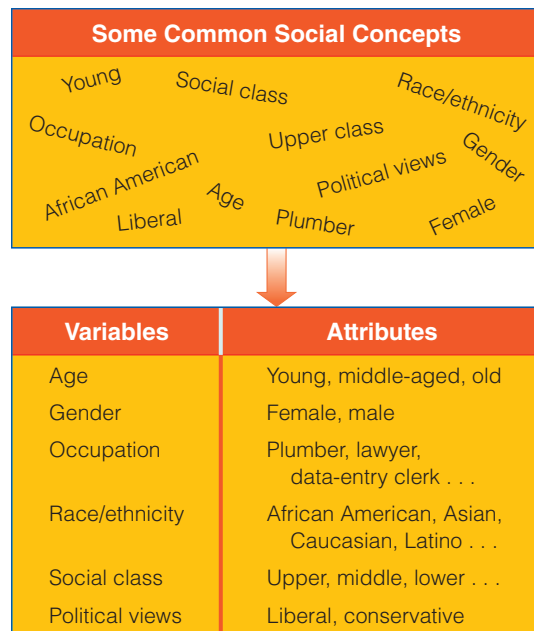 Some Common Social Concepts
Young
Social class
Race/ethnicity
Occupation
Upper class
Gender
African American
Age
Political views
Liberal
Plumber
Female
Variables Attributes
Age Young, middle-aged, old
Gender Female, male
Occupation Plumber, lawyer,
data-entry clerk . . .
Race/ethnicity African American, Asian,
Caucasian, Latino . . .
Social class Upper, middle, lower . . .
Political views Liberal, conservative